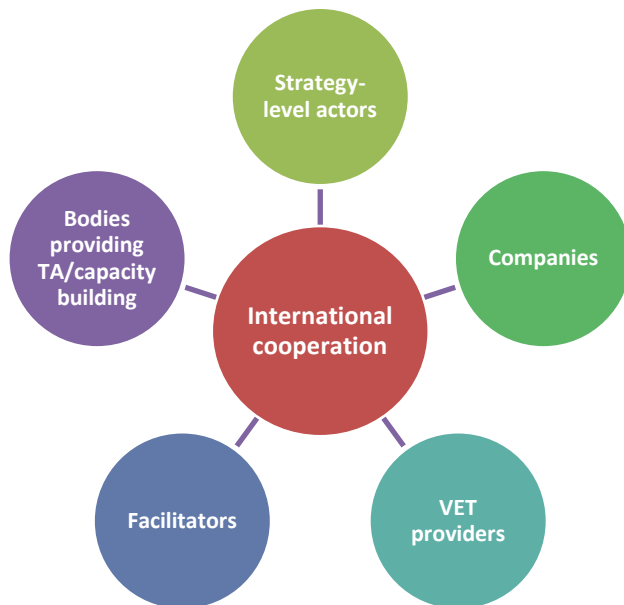 Strategy-
level actors
Bodies
providing
TA/capacity
building
Companies
International
cooperation
Facilitators
VET
providers